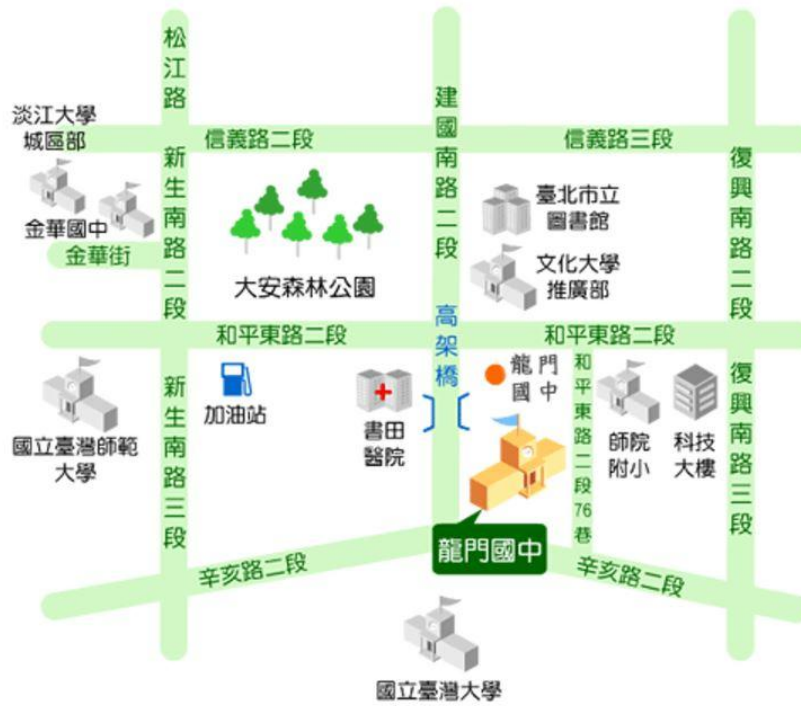 松江路
建國南路二段
淡江大學
城區部
信義路二段
信義路三段
新生南路二段
復興南路二段
臺北市立
圖書館
金華國中
金華街
文化大學
推廣部
大安森林公園
高架橋
和平東路二段
和平東路二段
龍門
國中
和平東路二段76巷
新生南路三段
復興南路三段
加油站
書田
醫院
師院
附小
科技
大樓
國立臺灣師範
大學
龍門國中
辛亥路二段
辛亥路二段
國立臺灣大學